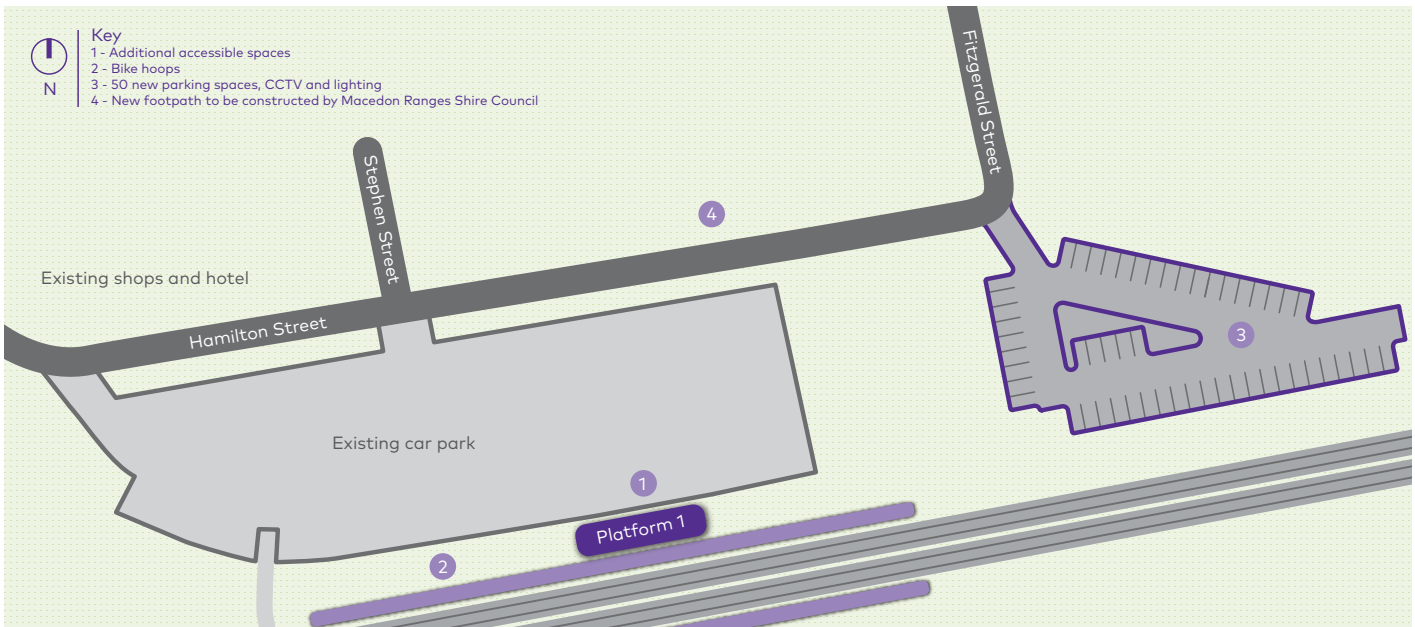 Key
1 - Additional accessible spaces
2 - Bike hoops
3 - 50 new parking spaces, CCTV and lighting
4 - New footpath to be constructed by Macedon Ranges Shire Council
N
Fitzgerald Street
Stephen Street
4
Existing shops and hotel
Hamilton Street
3
Existing car park
1
Platform 1
2